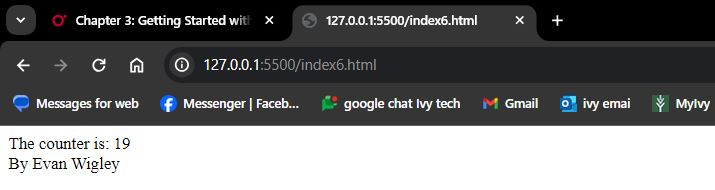 Chapter 3: Getting Started with
127.0.0.1:5500/index6.html
127.0.0.1:5500/index6.html
Messages for web
Messenger | Faceb...
google chat Ivy tech
Gmail
ivy emai
MyIvy
The counter is: 19
By Evan Wigley